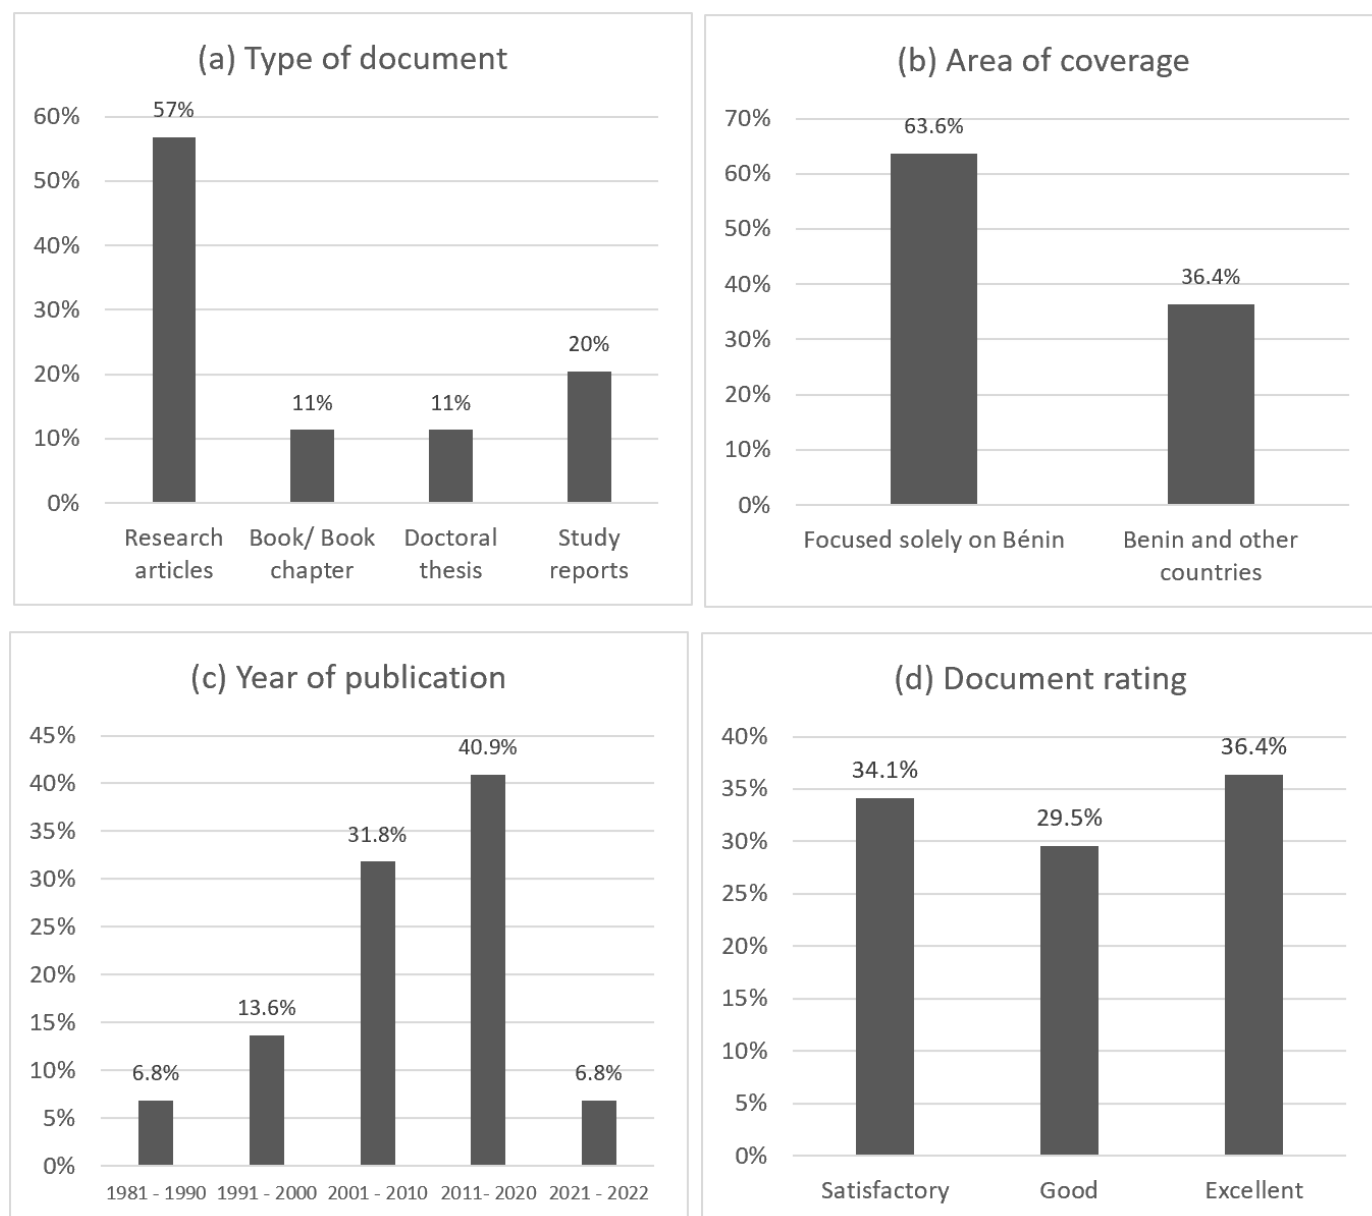 (a) Type of document
60%
50%
40%
30%
20%
10%
0%
57%
11%
11%
20%
Research articles
Book/ Book chapter
Doctoral thesis
Study reports
(b) Area of coverage
70%
60%
50%
40%
30%
20%
10%
0%
63.6%
36.4%
Focused solely on Bénin
Benin and other countries
(c) Year of publication
45%
40%
35%
30%
25%
20%
15%
10%
5%
0%
6.8%
13.6%
31.8%
40.9%
6.8%
1981 - 1990
1991 - 2000
2001 - 2010
2011- 2020
2021 - 2022
(d) Document rating
40%
35%
30%
25%
20%
15%
10%
5%
0%
34.1%
29.5%
36.4%
Satisfactory
Good
Excellent